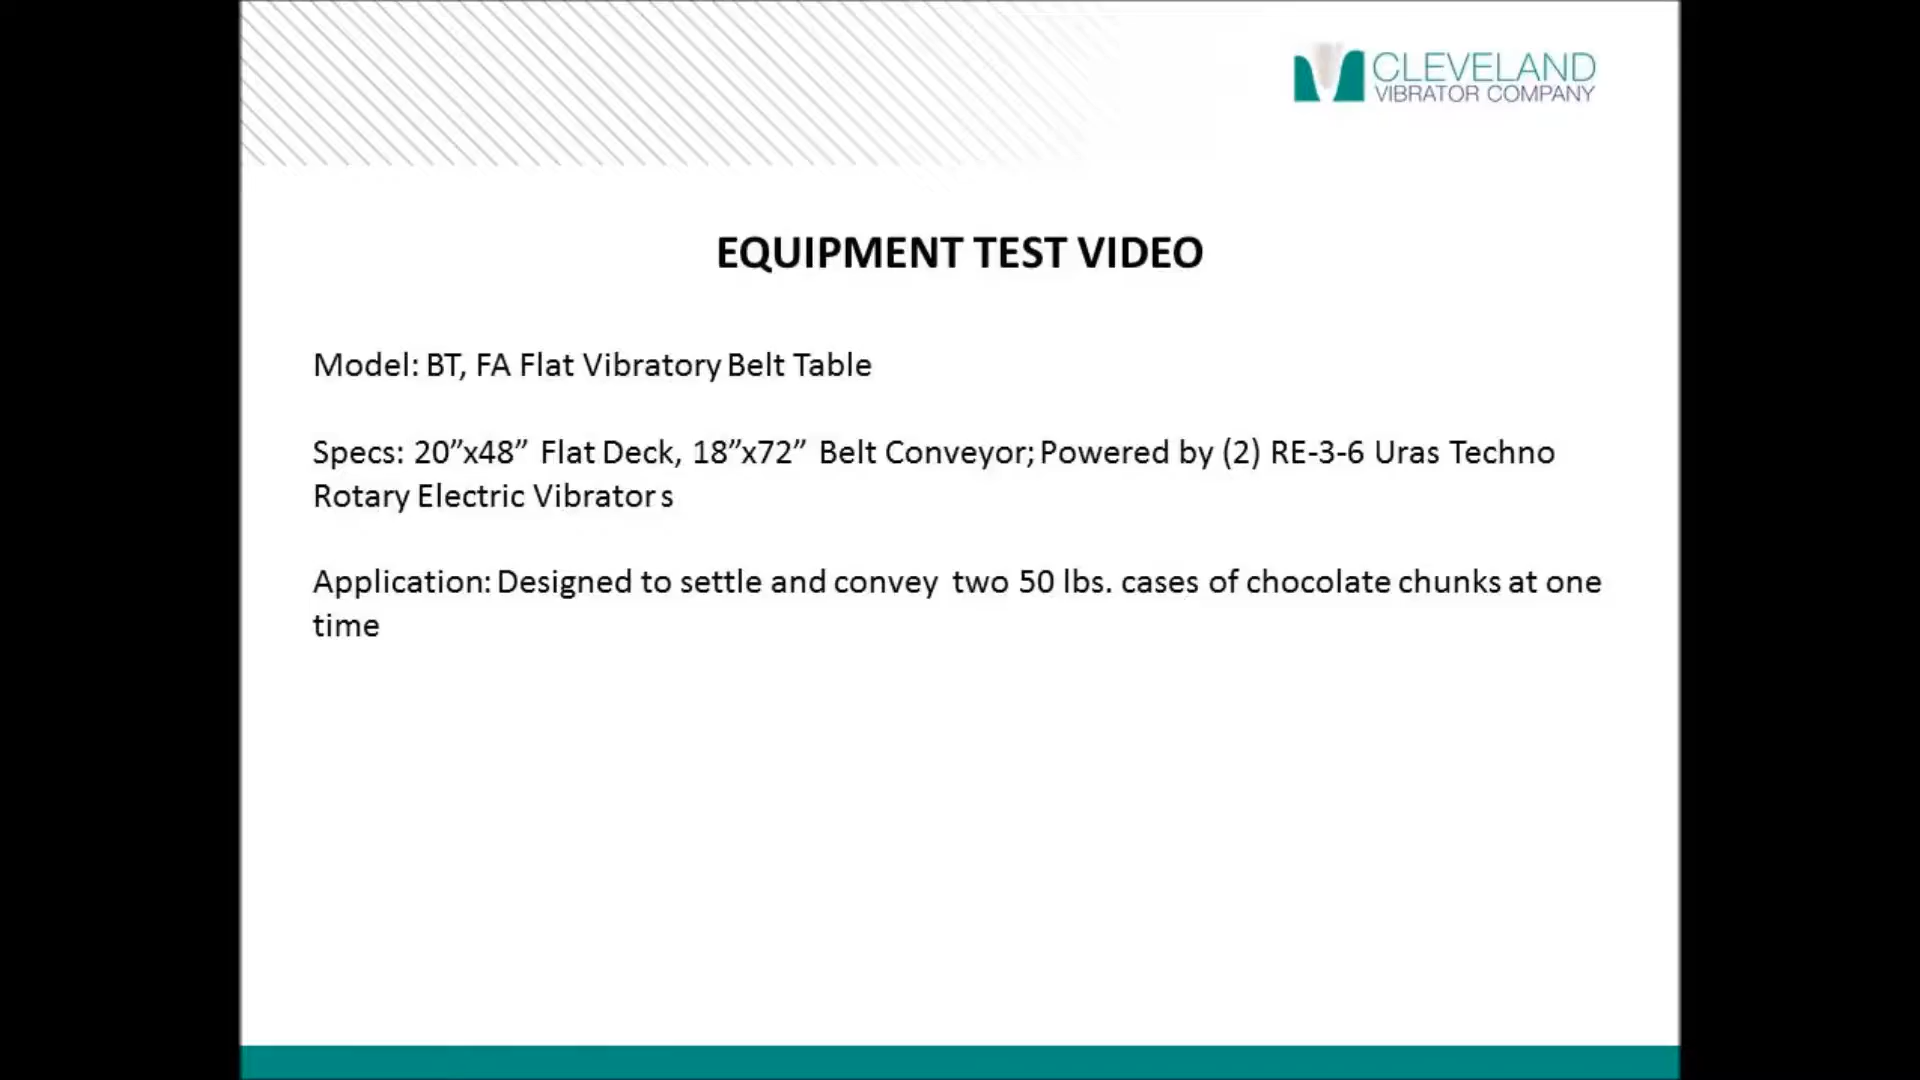 CLEVELAND
VIBRATOR COMPANY
EQUIPMENT TEST VIDEO
Model: BT, FA Flat Vibratory Belt Table
Specs: 20”x48” Flat Deck, 18”x72” Belt Conveyor; Powered by (2) RE-3-6 Uras Techno
Rotary Electric Vibrators
Application: Designed to settle and convey two 50 lbs. cases of chocolate chunks at one
time